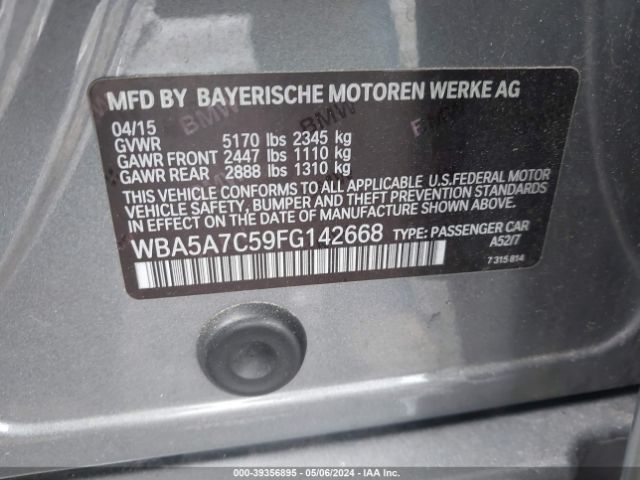 MFD BY BAYERISCHE MOTOREN WERKE AG
04/15
GVWR 5170 lbs 2345 kg
GAWR FRONT 2447 lbs 1110 kg
GAWR REAR 2888 lbs 1310 kg
THIS VEHICLE CONFORMS TO ALL APPLICABLE U.S.FEDERAL MOTOR
VEHICLE SAFETY, BUMPER, AND THEFT PREVENTION STANDARDS
IN EFFECT ON THE DATE OF MANUFACTURE SHOWN ABOVE.
WBA5A7C59FG142668 TYPE: PASSENGER CAR
A52/7
7 315 814
000-39356895 - 05/06/2024 - IAA Inc.